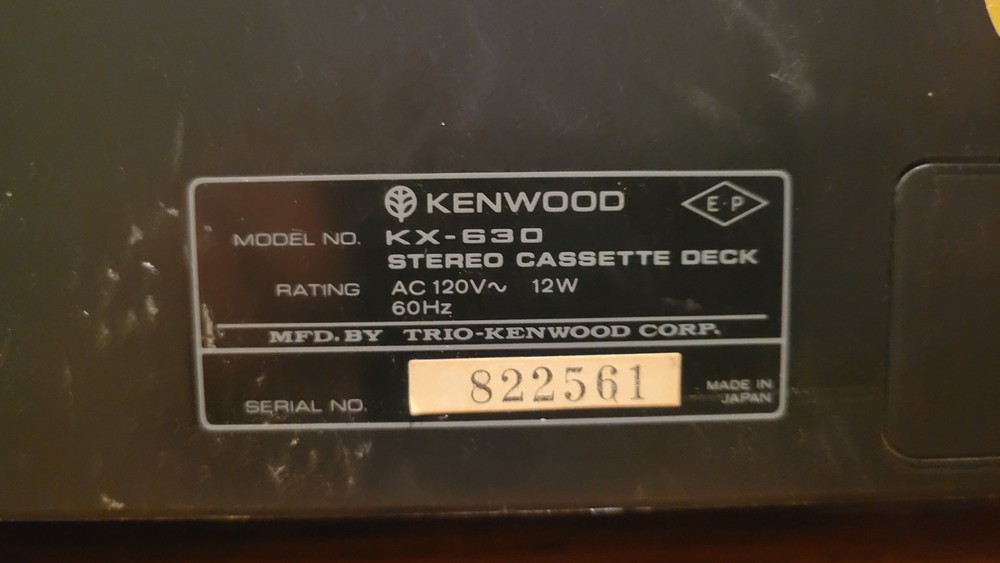 KENWOOD
E·P
MODEL NO. KX-630
STEREO CASSETTE DECK
RATING AC 120V~ 12W
60Hz
MFD. BY TRIO-KENWOOD CORP.
SERIAL NO. 822561
MADE IN
JAPAN